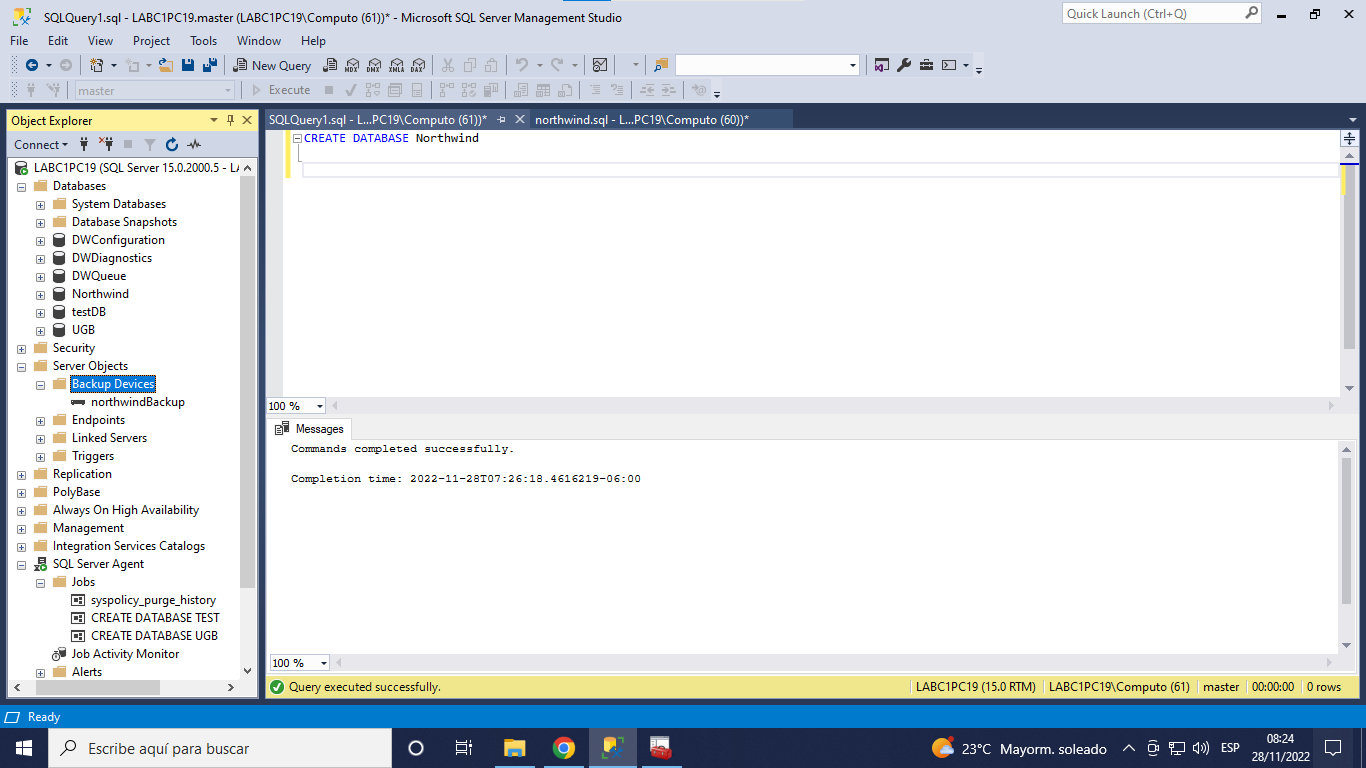 SQLQuery1.sql - LABC1PC19.master (LABC1PC19\Computo (61))* - Microsoft SQL Server Management Studio
Quick Launch (Ctrl+Q)
File Edit View Project Tools Window Help
New Query MDX DMX XMLA DAX
master Execute
Object Explorer
SQLQuery1.sql - L...PC19\Computo (61))* northwind.sql - L...PC19\Computo (60))*
Connect
CREATE DATABASE Northwind
LABC1PC19 (SQL Server 15.0.2000.5 - LA
Databases
System Databases
Database Snapshots
DWConfiguration
DWDiagnostics
DWQueue
Northwind
testDB
UGB
Security
Server Objects
Backup Devices
northwindBackup
Endpoints
Linked Servers
Triggers
Replication
PolyBase
Always On High Availability
Management
Integration Services Catalogs
SQL Server Agent
Jobs
syspolicy_purge_history
CREATE DATABASE TEST
CREATE DATABASE UGB
Job Activity Monitor
Alerts
100 %
Messages
Commands completed successfully.
Completion time: 2022-11-28T07:26:18.4616219-06:00
100 %
Query executed successfully. LABC1PC19 (15.0 RTM) LABC1PC19\Computo (61) master 00:00:00 0 rows
Ready
Escribe aquí para buscar
23°C Mayorm. soleado
ESP
08:24
28/11/2022